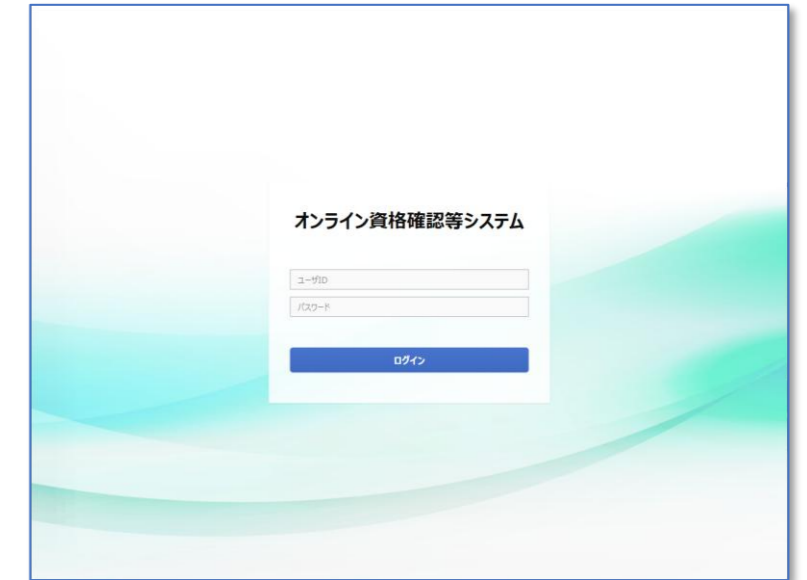 オンライン資格確認等システム
ユーザID
パスワード
ログイン